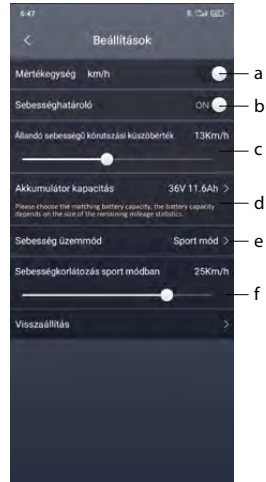 6:47
Beállítások
Mértékegység km/h
a
Sebességhatároló ON
b
Állandó sebességű körutazási küszöbérték 13Km/h
c
Akkumulátor kapacitás 36V 11.6Ah
Please choose the matching battery capacity, the battery capacity
depends on the size of the remaining mileage statistics.
d
Sebesség üzemmód Sport mód
e
Sebességkorlátozás sport módban 25Km/h
f
Visszaállítás